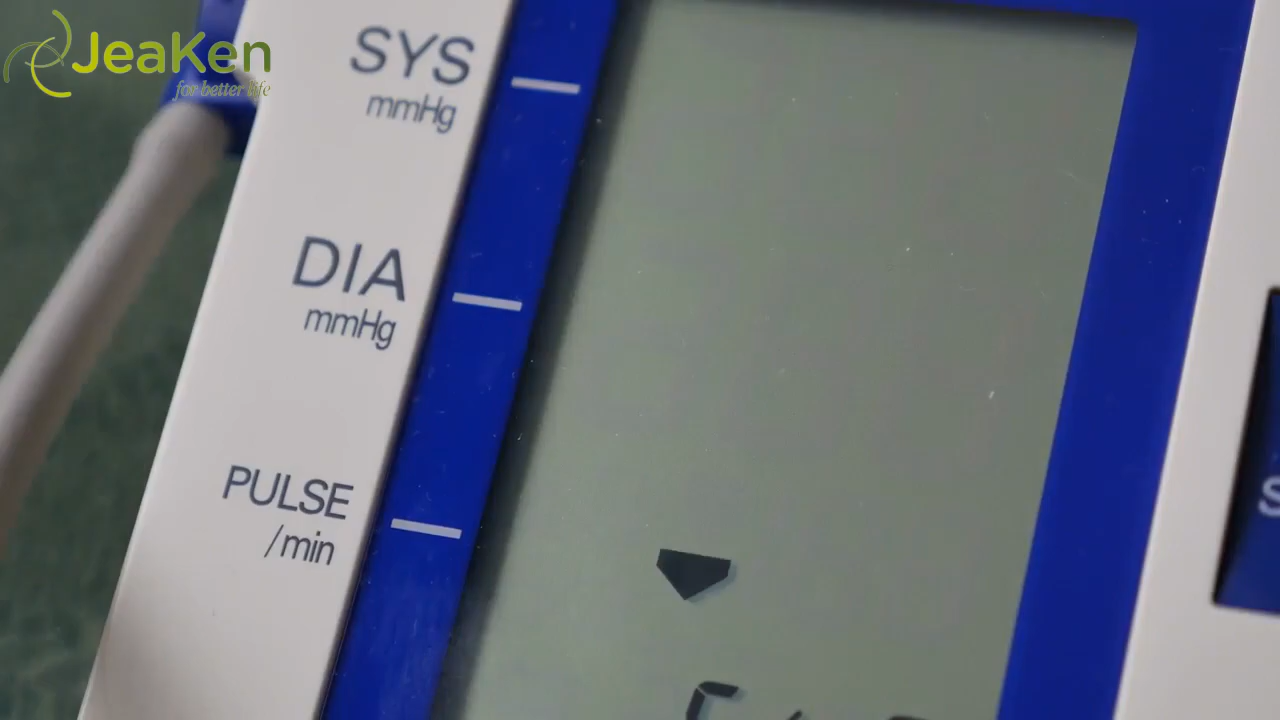 JeaKen
for better life
SYS
mmHg
DIA
mmHg
PULSE
/min
S